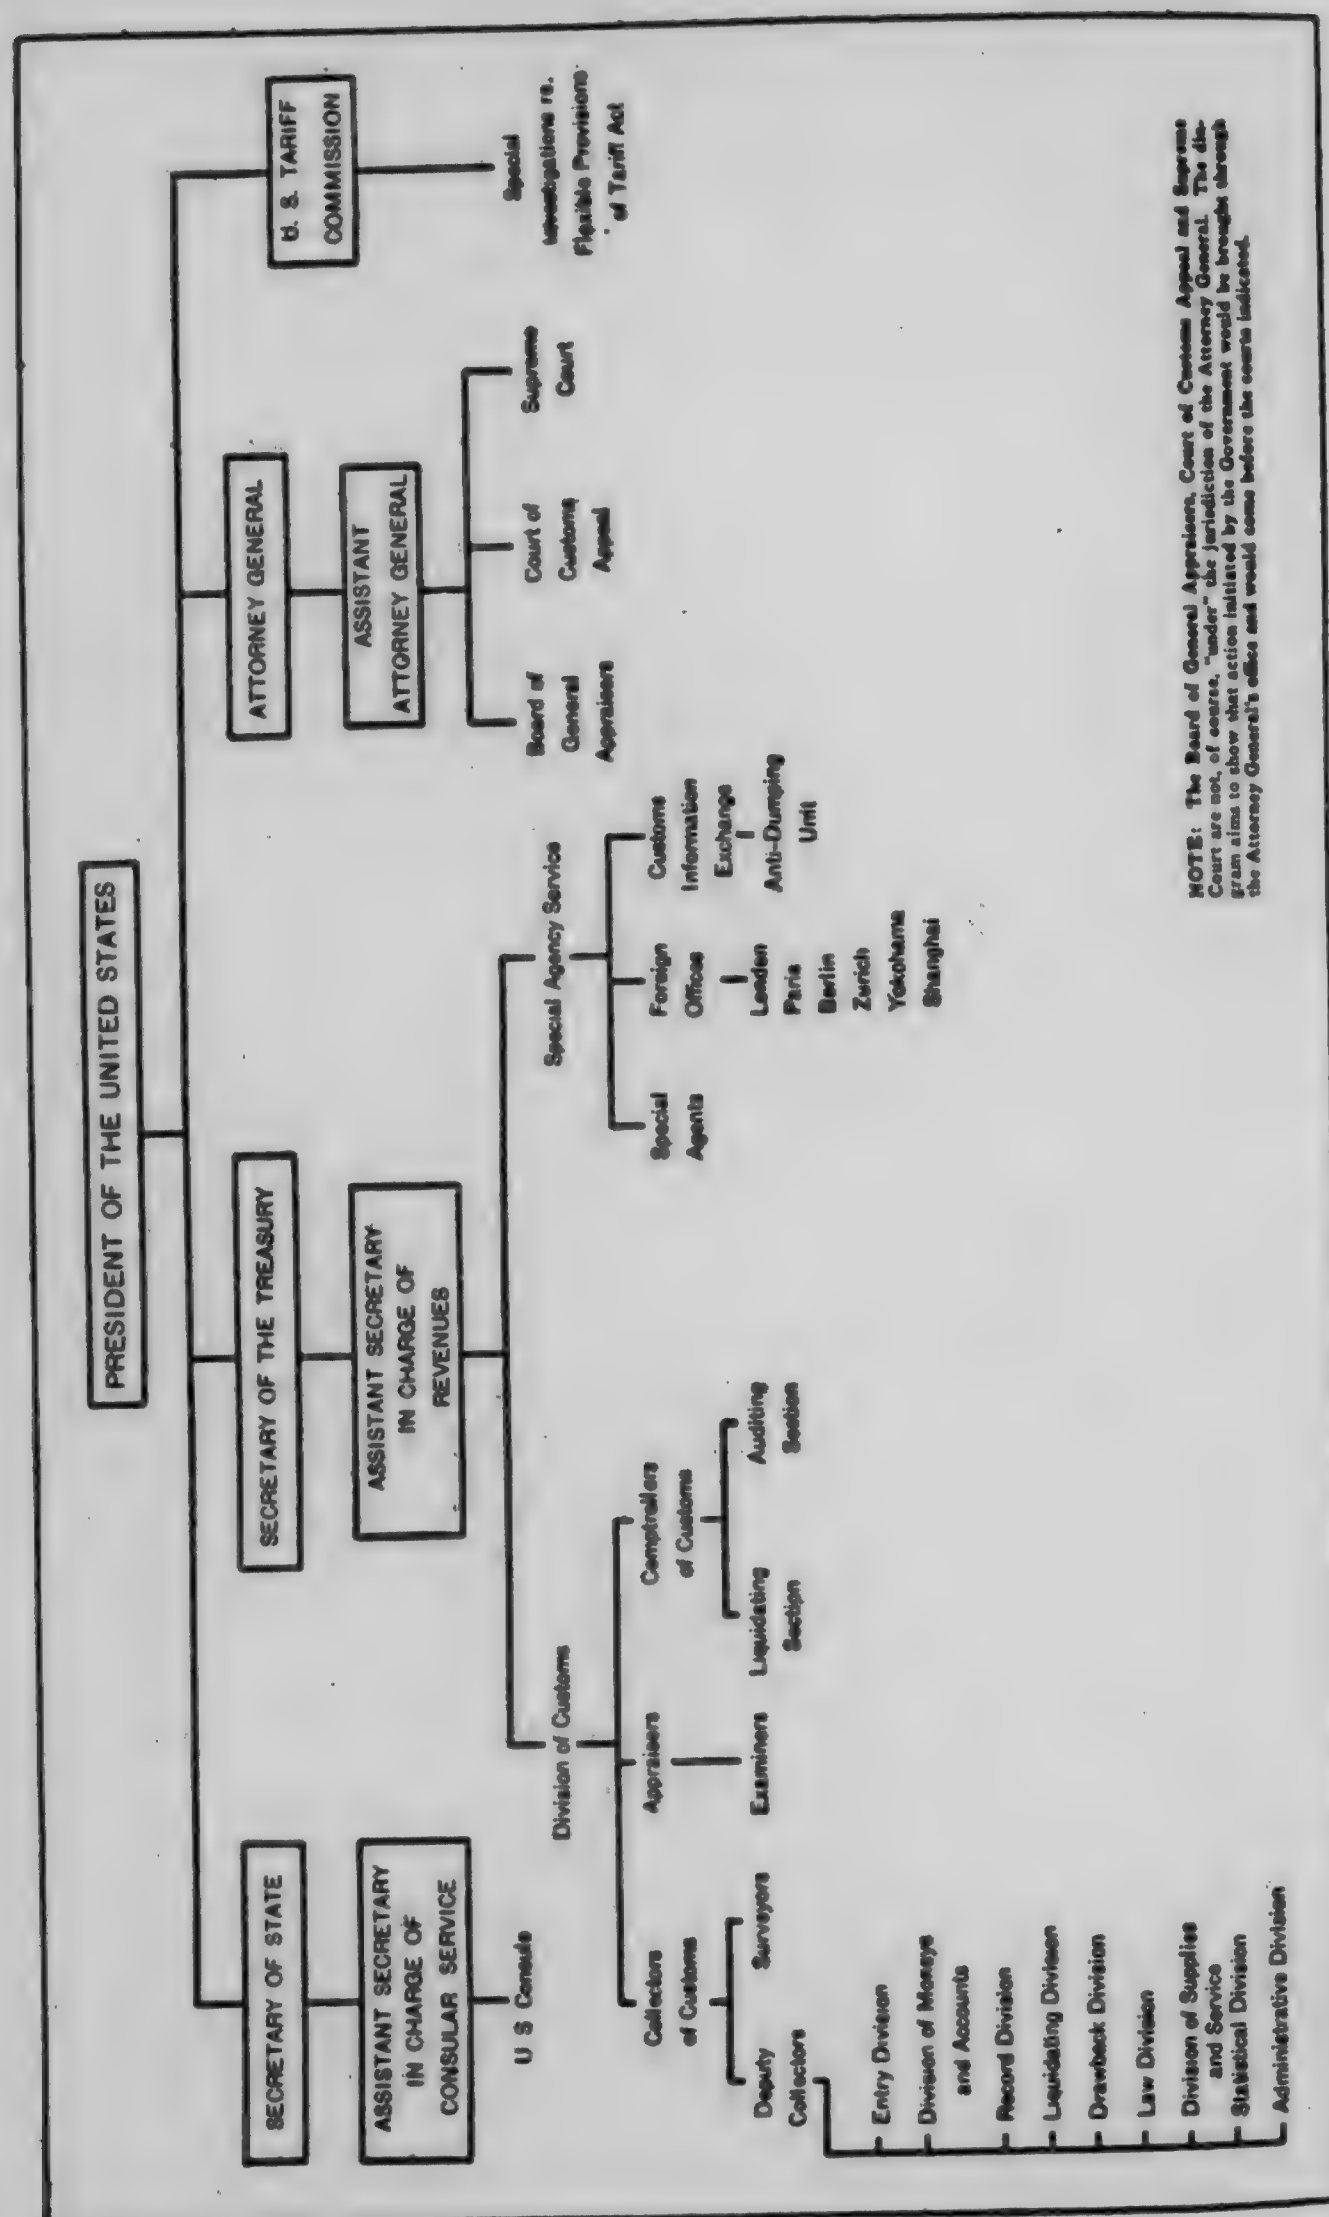 PRESIDENT OF THE UNITED STATES
SECRETARY OF STATE
ASSISTANT SECRETARY
IN CHARGE OF
CONSULAR SERVICE
U S Consuls
SECRETARY OF THE TREASURY
ASSISTANT SECRETARY
IN CHARGE OF
REVENUES
Division of Customs
Collectors
of Customs
Deputy
Collectors
Entry Division
Division of Moneys
and Accounts
Record Division
Liquidating Division
Drawback Division
Law Division
Division of Supplies
and Service
Statistical Division
Administrative Division
Surveyors
Appraisers
Examiners
Comptrollers
of Customs
Liquidating
Section
Auditing
Section
Special Agency Service
Special
Agents
Foreign
Offices
London
Paris
Berlin
Zurich
Yokohama
Shanghai
Customs
Information
Exchange
Anti-Dumping
Unit
ATTORNEY GENERAL
ASSISTANT
ATTORNEY GENERAL
Board of
General
Appraisers
Court of
Customs
Appeal
Supreme
Court
U. S. TARIFF
COMMISSION
Special
Investigations re.
Flexible Provisions
of Tariff Act
NOTE: The Board of General Appraisers, Court of Customs Appeal and Supreme
Court are not, of course, "under" the jurisdiction of the Attorney General. The dia-
gram aims to show that action initiated by the Government would be brought through
the Attorney General's office and would come before the courts indicated.